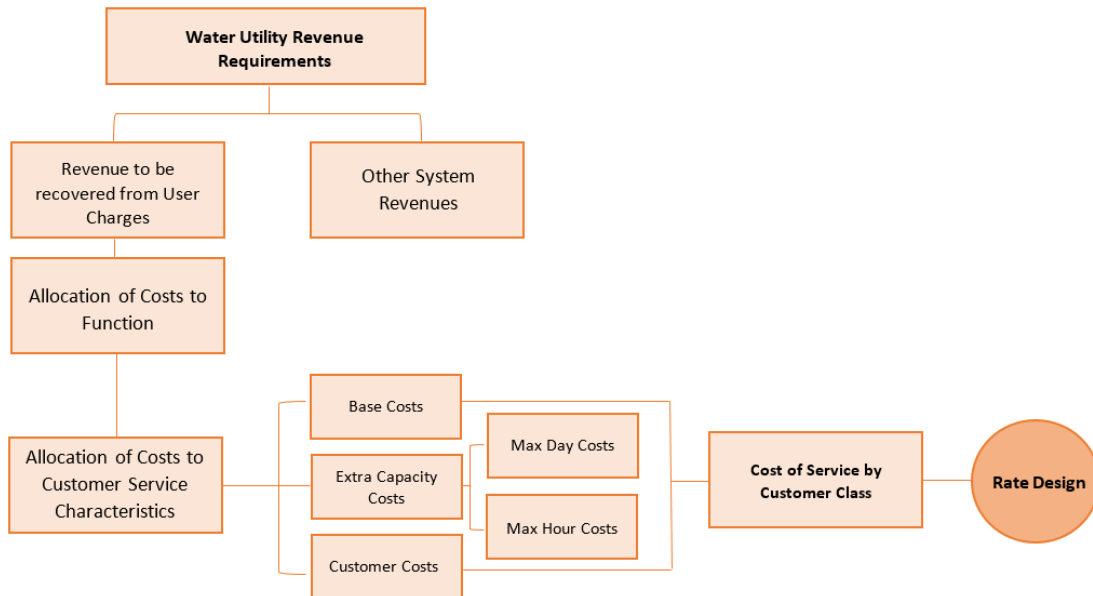 Water Utility Revenue
Requirements
Revenue to be
recovered from User
Charges
Other System
Revenues
Allocation of Costs to
Function
Allocation of Costs to
Customer Service
Characteristics
Base Costs
Extra Capacity
Costs
Customer Costs
Max Day Costs
Max Hour Costs
Cost of Service by
Customer Class
Rate Design